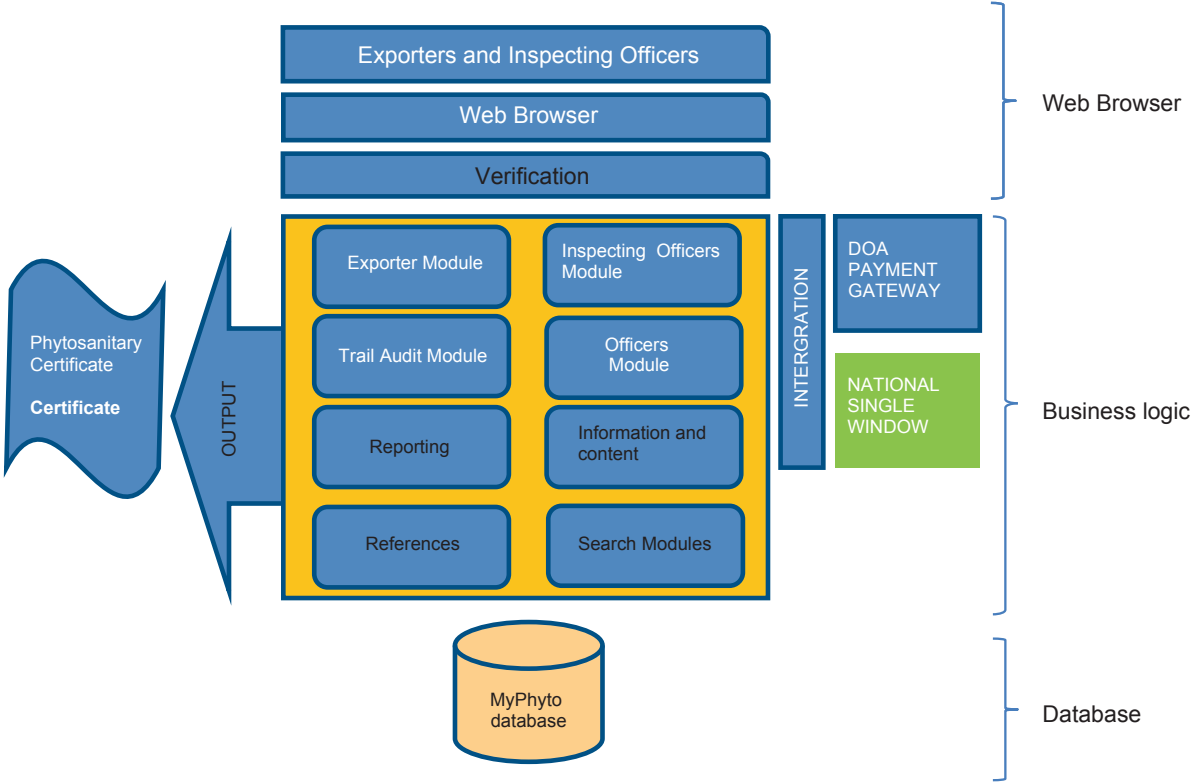 Exporters and Inspecting Officers
Web Browser
Verification
Web Browser
Phytosanitary
Certificate
Certificate
OUTPUT
Exporter Module
Inspecting Officers
Module
Trail Audit Module
Officers
Module
Reporting
Information and
content
References
Search Modules
INTERGRATION
DOA
PAYMENT
GATEWAY
NATIONAL
SINGLE
WINDOW
Business logic
MyPhyto
database
Database